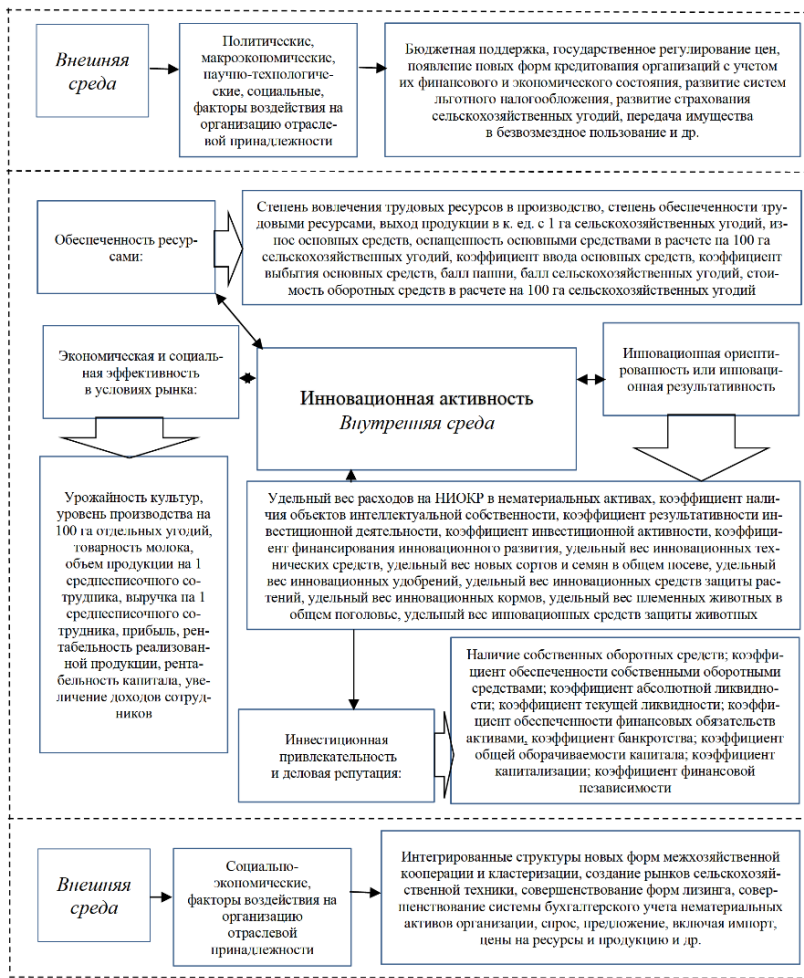 Внешняя
среда
Политические,
макроэкономические,
научно-технологиче-
ские, социальные,
факторы воздействия на
организацию отрасле-
вой принадлежности
Бюджетная поддержка, государственное регулирование цен,
появление новых форм кредитования организаций с учетом
их финансового и экономического состояния, развитие систем
льготного налогообложения, развитие страхования
сельскохозяйственных угодий, передача имущества
в безвозмездное пользование и др.
Обеспеченность ресур-
сами:
Степень вовлечения трудовых ресурсов в производство, степень обеспеченности тру-
довыми ресурсами, выход продукции в к. ед. с 1 га сельскохозяйственных угодий, из-
нос основных средств, оснащенность основными средствами в расчете на 100 га
сельскохозяйственных угодий, коэффициент ввода основных средств, коэффициент
выбытия основных средств, балл пашни, балл сельскохозяйственных угодий, сто-
имость оборотных средств в расчете на 100 га сельскохозяйственных угодий
Экономическая и социаль-
ная эффективность
в условиях рынка:
Инновационная активность
Внутренняя среда
Инновационная ориенти-
рованность или иннова-
ционная результативность
Урожайность культур,
уровень производства на
100 га отдельных угодий,
товарность молока,
объем продукции на 1
среднесписочного со-
трудника, выручка на 1
среднесписочного со-
трудника, прибыль, рен-
табельность реализован-
ной продукции, рента-
бельность капитала, уве-
личение доходов сотруд-
ников
Удельный вес расходов на НИОКР в нематериальных активах, коэффициент нали-
чия объектов интеллектуальной собственности, коэффициент результативности ин-
вестиционной деятельности, коэффициент инвестиционной активности, коэффици-
ент финансирования инновационного развития, удельный вес инновационных тех-
нических средств, удельный вес новых сортов и семян в общем посеве, удельный
вес инновационных удобрений, удельный вес инновационных средств защиты рас-
тений, удельный вес инновационных кормов, удельный вес племенных животных в
общем поголовье, удельный вес инновационных средств защиты животных
Инвестиционная
привлекательность
и деловая репутация:
Наличие собственных оборотных средств; коэффи-
циент обеспеченности собственными оборотными
средствами; коэффициент абсолютной ликвидно-
сти; коэффициент текущей ликвидности; коэффи-
циент обеспеченности финансовых обязательств
активами, коэффициент банкротства; коэффициент
общей оборачиваемости капитала; коэффициент
капитализации; коэффициент финансовой
независимости
Внешняя
среда
Социально-
экономические,
факторы воздействия на
организацию
отраслевой
принадлежности
Интегрированные структуры новых форм межхозяйственной
кооперации и кластеризации, создание рынков сельскохозяй-
ственной техники, совершенствование форм лизинга, совер-
шенствование системы бухгалтерского учета нематериальных
активов организации, спрос, предложение, включая импорт,
цены на ресурсы и продукцию и др.